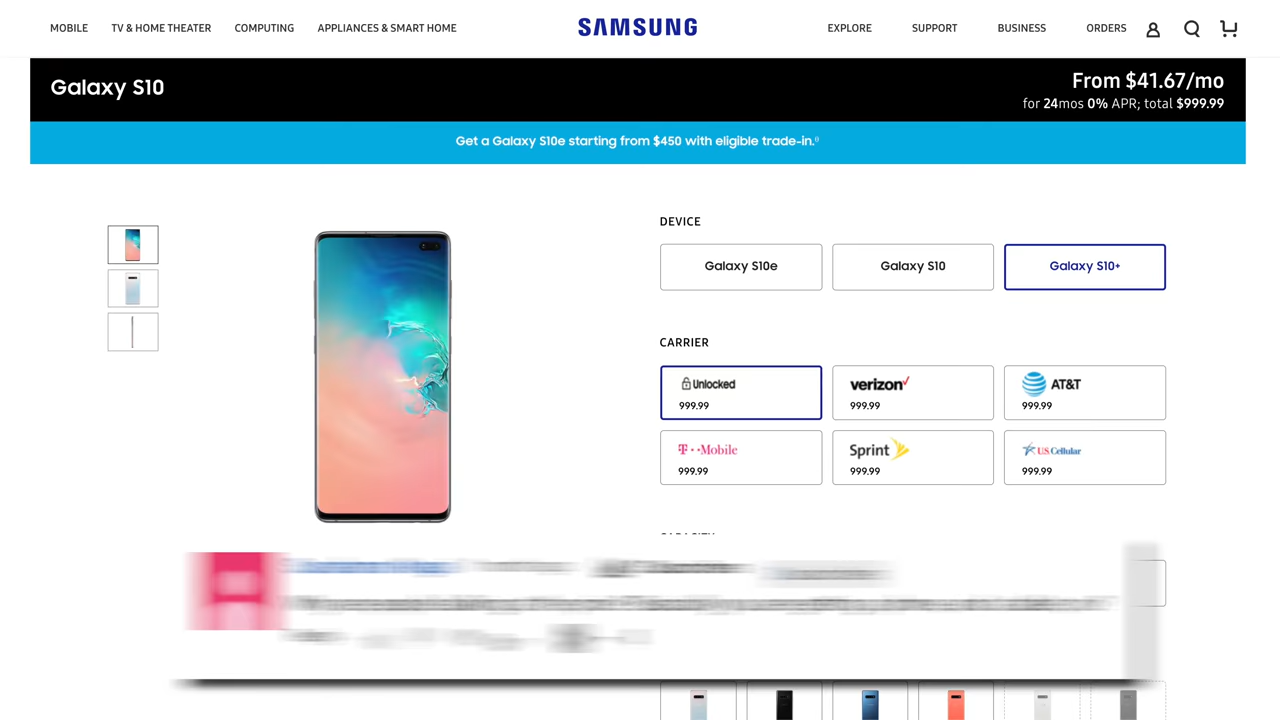 MOBILE TV & HOME THEATER COMPUTING APPLIANCES & SMART HOME SAMSUNG EXPLORE SUPPORT BUSINESS ORDERS
Galaxy S10
From $41.67/mo
for 24mos 0% APR; total $999.99
Get a Galaxy S10e starting from $450 with eligible trade-in.
DEVICE
Galaxy S10e Galaxy S10 Galaxy S10+
CARRIER
Unlocked verizon AT&T
999.99 999.99 999.99
T-Mobile Sprint U.S. Cellular
999.99 999.99 999.99